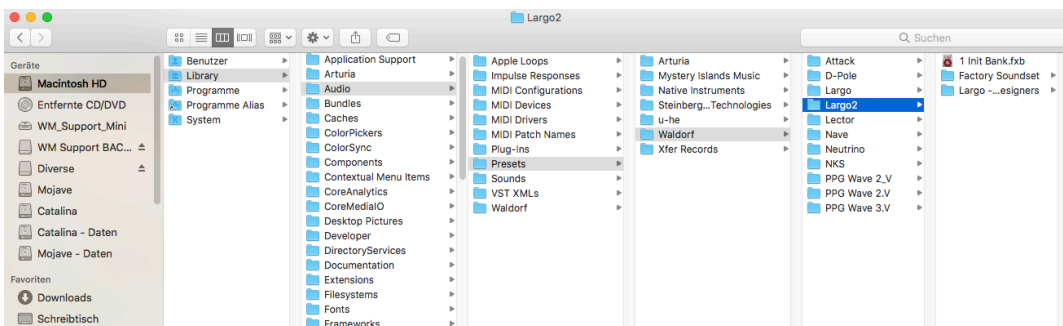 Largo2
Suchen
Geräte
Macintosh HD
Entfernte CD/DVD
WM_Support_Mini
WM Support BAC...
Diverse
Mojave
Catalina
Catalina - Daten
Mojave - Daten
Favoriten
Downloads
Schreibtisch
Benutzer
Library
Programme
Programme Alias
System
Application Support
Arturia
Audio
Bundles
Caches
ColorPickers
ColorSync
Components
Contextual Menu Items
CoreAnalytics
CoreMediaIO
Desktop Pictures
Developer
DirectoryServices
Documentation
Extensions
Filesystems
Fonts
Frameworks
Apple Loops
Impulse Responses
MIDI Configurations
MIDI Devices
MIDI Drivers
MIDI Patch Names
Plug-Ins
Presets
Sounds
VST XMLs
Waldorf
Arturia
Mystery Islands Music
Native Instruments
Steinberg...Technologies
u-he
Waldorf
Xfer Records
Attack
D-Pole
Largo
Largo2
Lector
Nave
Neutrino
NKS
PPG Wave 2_V
PPG Wave 2.V
PPG Wave 3.V
1 Init Bank.fxb
Factory Soundset
Largo -...esigners